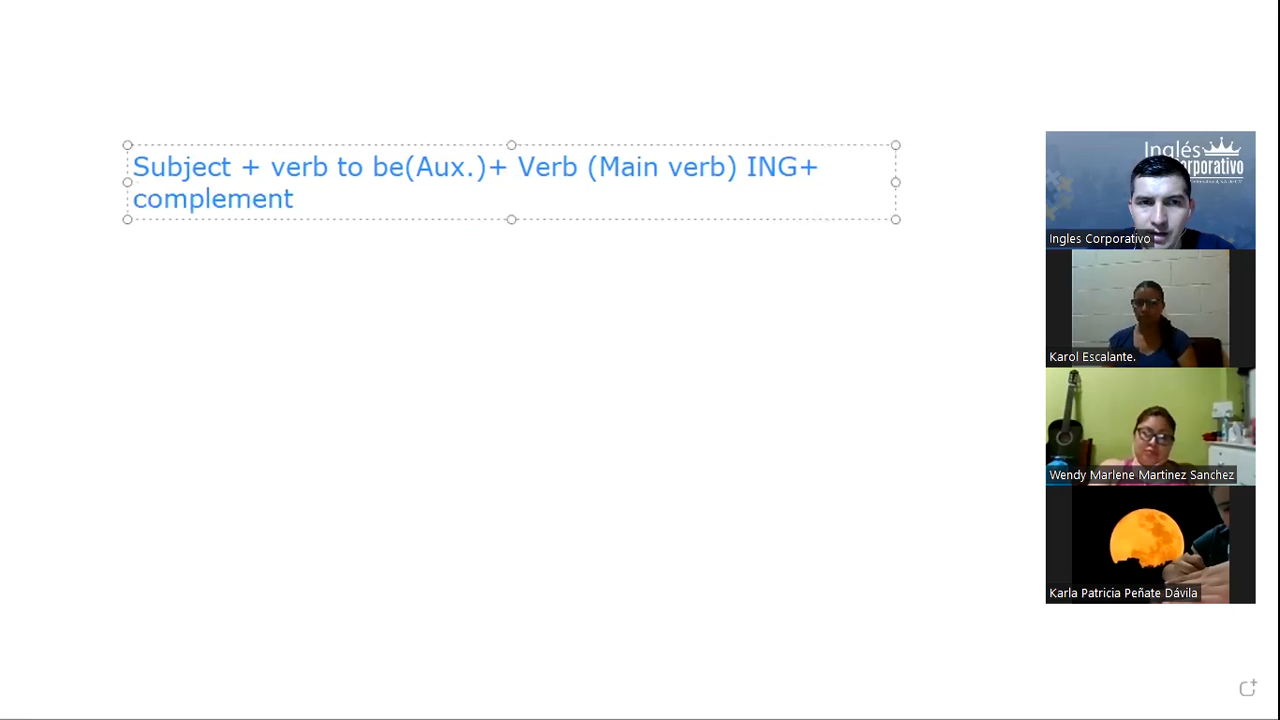 Subject + verb to be(Aux.)+ Verb (Main verb) ING+
complement
Inglés
corporativo
Ingles Corporativo
Karol Escalante.
Wendy Marlene Martinez Sanchez
Karla Patricia Peñate Dávila